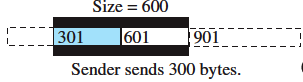 Size = 600
301 601 901
Sender sends 300 bytes.